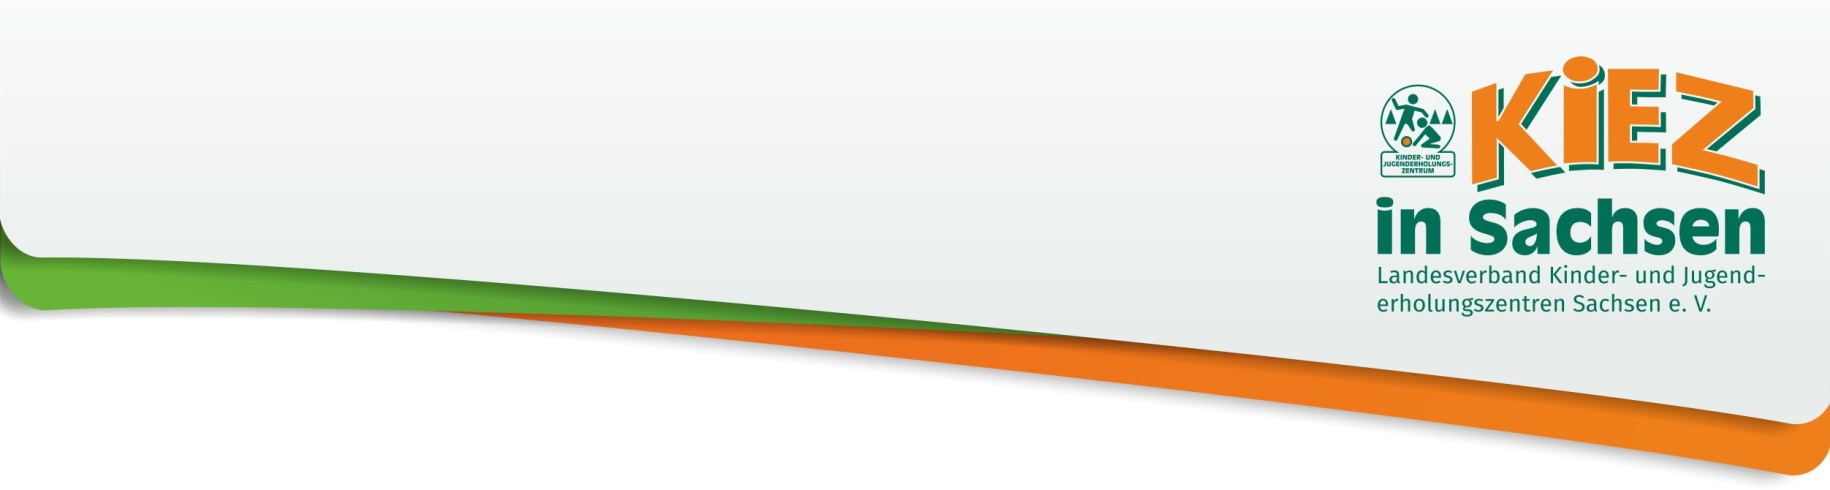 KiEZ
KINDER- UND
JUGENDERHOLUNGS-
ZENTRUM
in Sachsen
Landesverband Kinder- und Jugend-
erholungszentren Sachsen e. V.